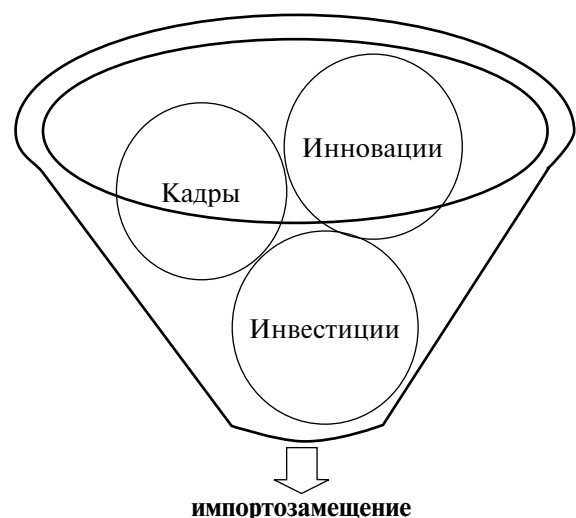 Инновации
Кадры
Инвестиции
импортозамещение